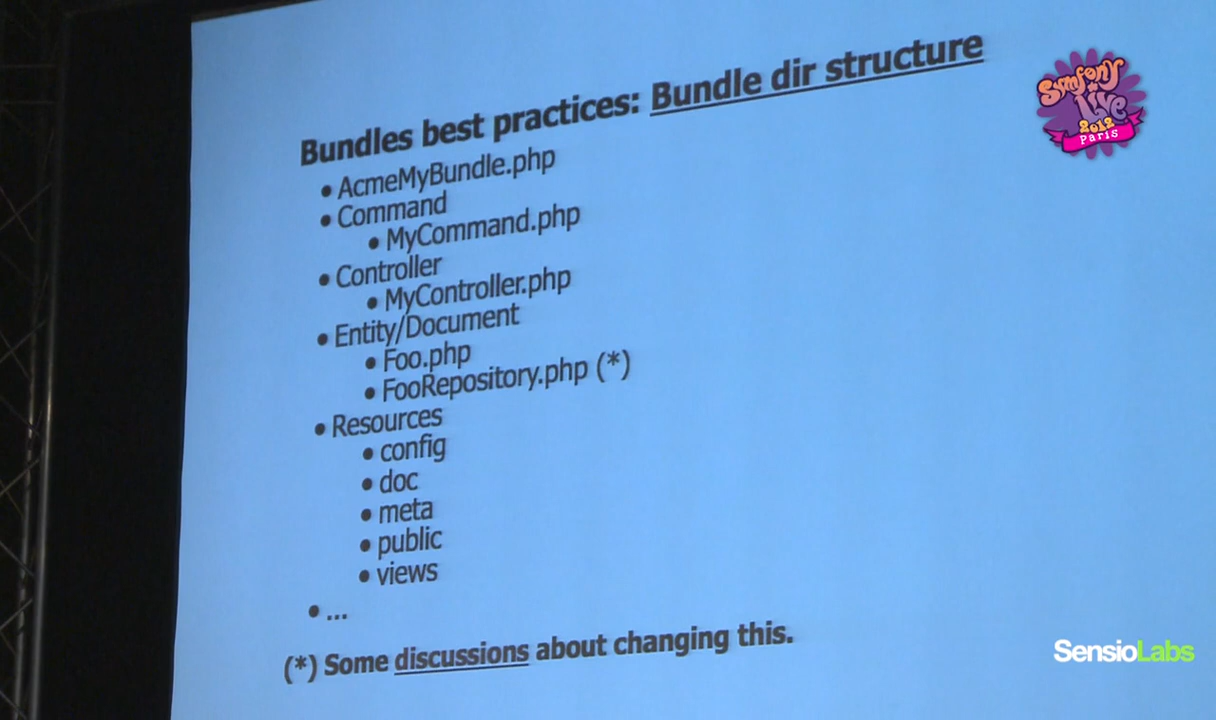 Bundles best practices: Bundle dir structure
• AcmeMyBundle.php
• Command
• MyCommand.php
• Controller
• MyController.php
• Entity/Document
• Foo.php
• FooRepository.php (*)
• Resources
• config
• doc
• meta
• public
• views
• ...
(*) Some discussions about changing this.
Symfony
Live
2012
Paris
SensioLabs